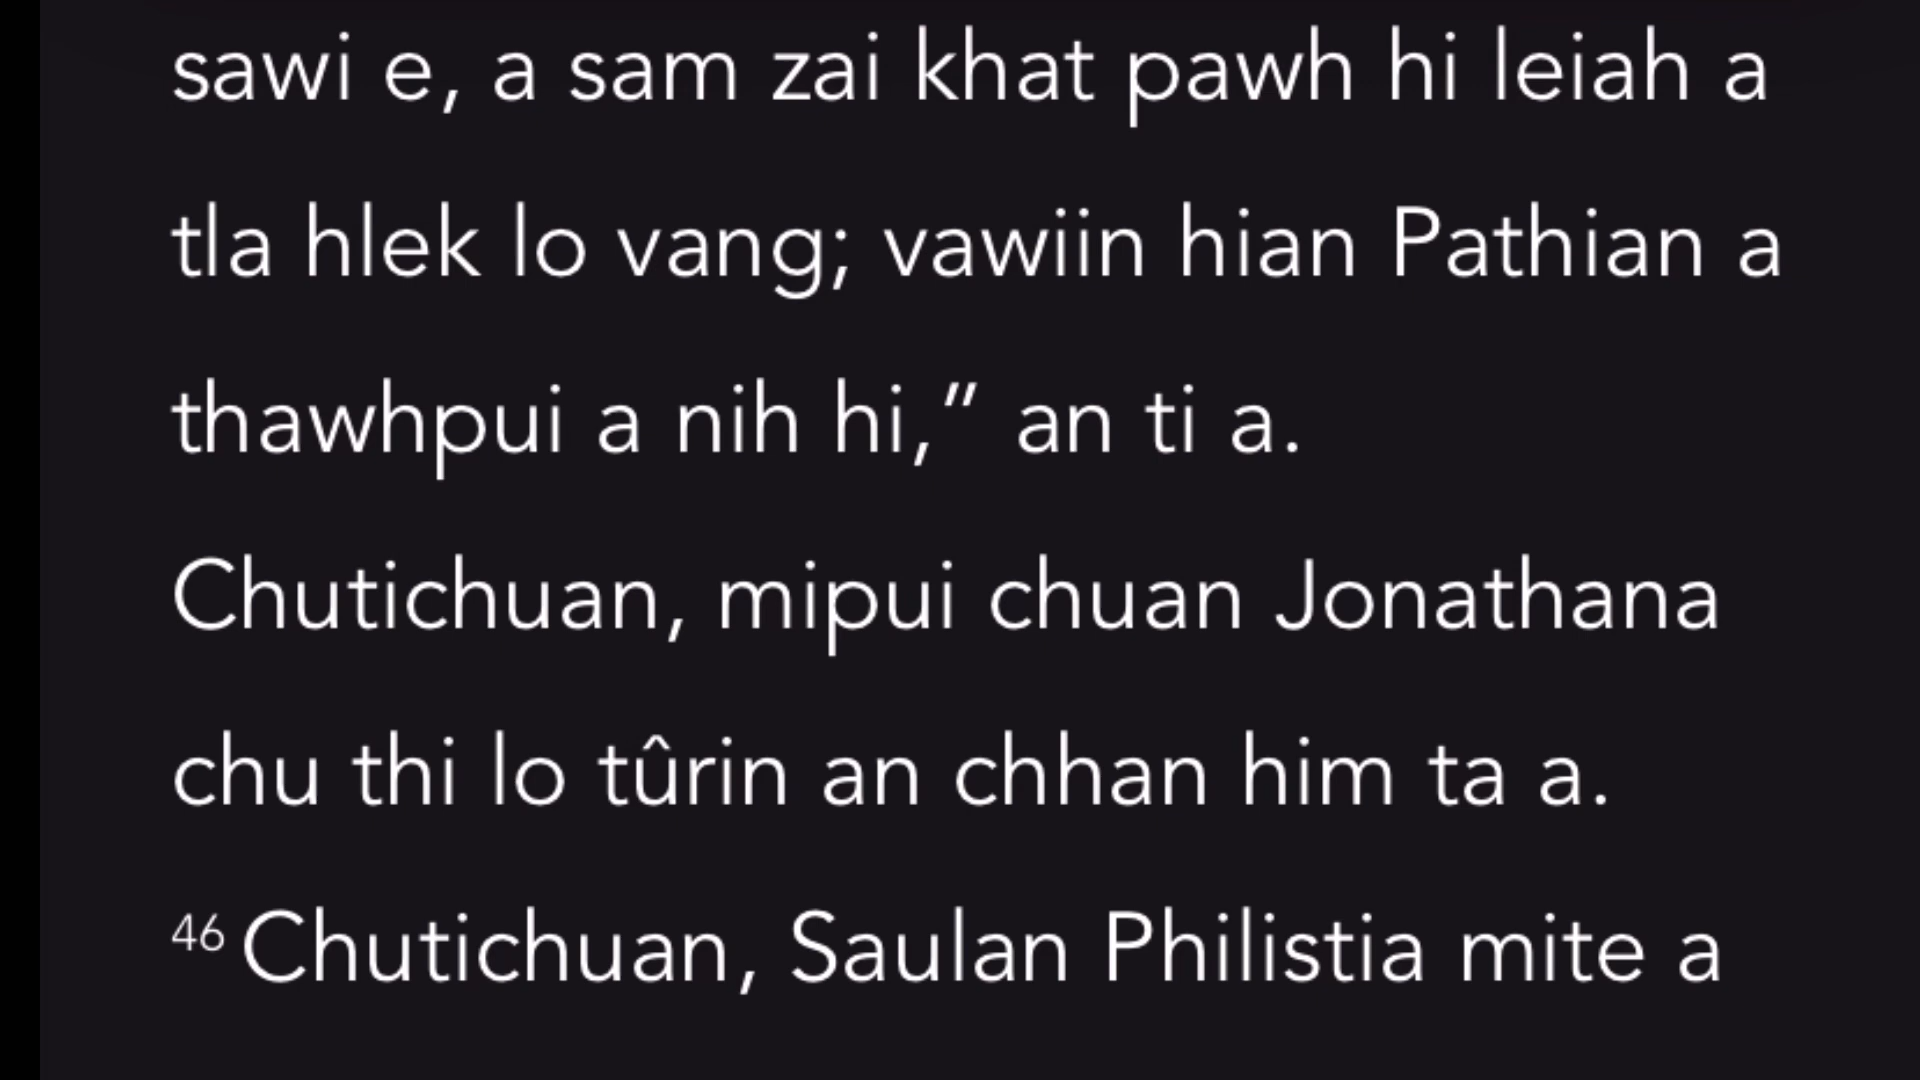 sawi e, a sam zai khat pawh hi leiah a
tla hlek lo vang; vawiin hian Pathian a
thawhpui a nih hi,” an ti a.
Chutichuan, mipui chuan Jonathana
chu thi lo tûrin an chhan him ta a.
46 Chutichuan, Saulan Philistia mite a